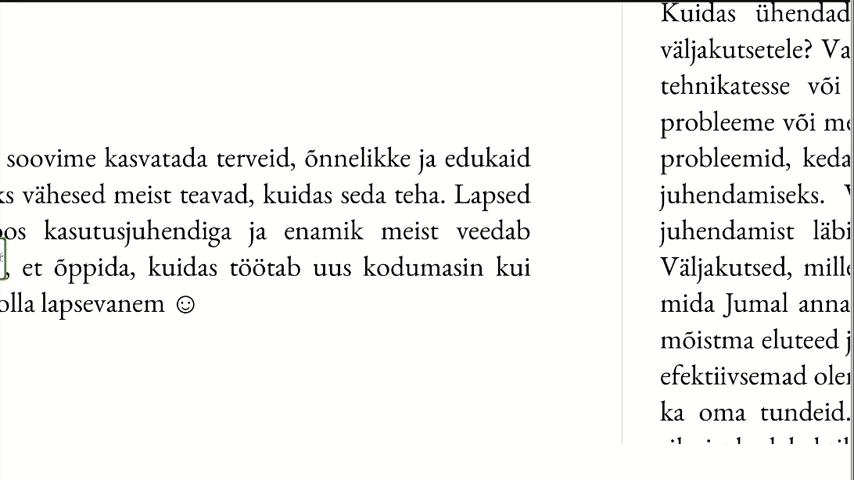 soovime kasvatada terveid, õnnelikke ja edukaid
vähesed meist teavad, kuidas seda teha. Lapsed
kasutusjuhendiga ja enamik meist veedab
, et õppida, kuidas töötab uus kodumasin kui
olla lapsevanem ☺
Kuidas ühendad
väljakutsetele?
tehnikatesse või
probleeme või
probleemid,
juhendamiseks.
juhendamist
Väljakutsed,
mida Jumal
mõistma eluteed
efektiivsemad
ka oma tundeid.